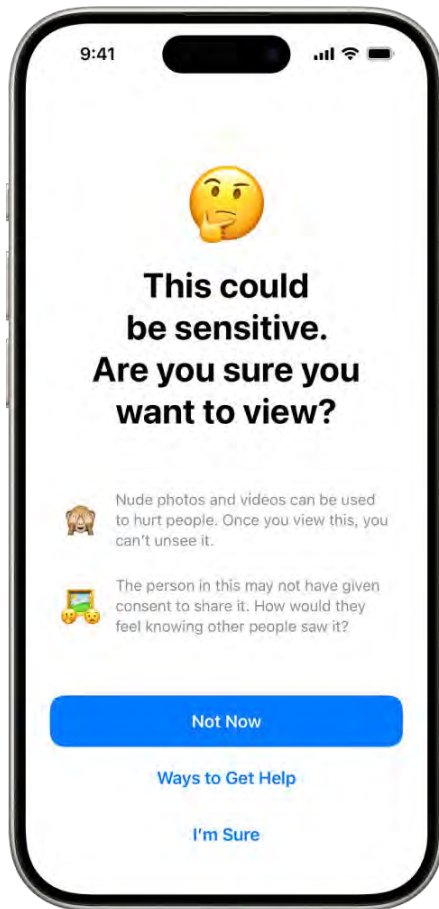 9:41
This could
be sensitive.
Are you sure you
want to view?
Nude photos and videos can be used
to hurt people. Once you view this, you
can't unsee it.
The person in this may not have given
consent to share it. How would they
feel knowing other people saw it?
Not Now
Ways to Get Help
I'm Sure